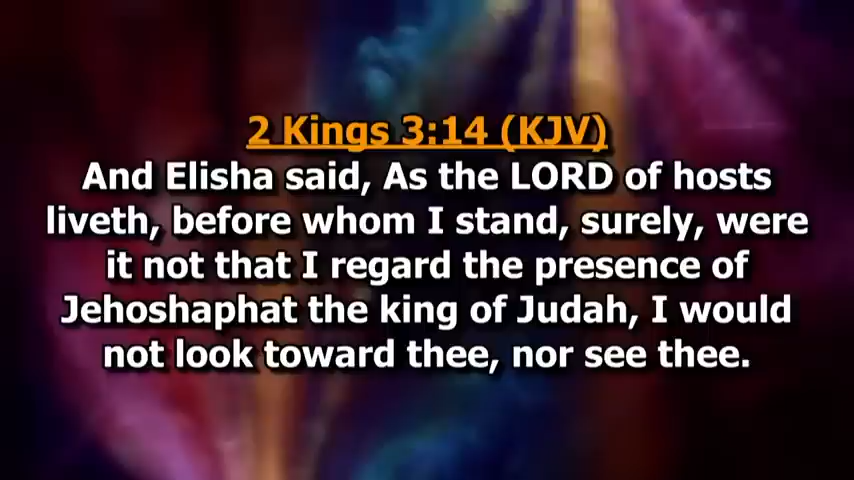 2 Kings 3:14 (KJV)
And Elisha said, As the LORD of hosts
liveth, before whom I stand, surely, were
it not that I regard the presence of
Jehoshaphat the king of Judah, I would
not look toward thee, nor see thee.